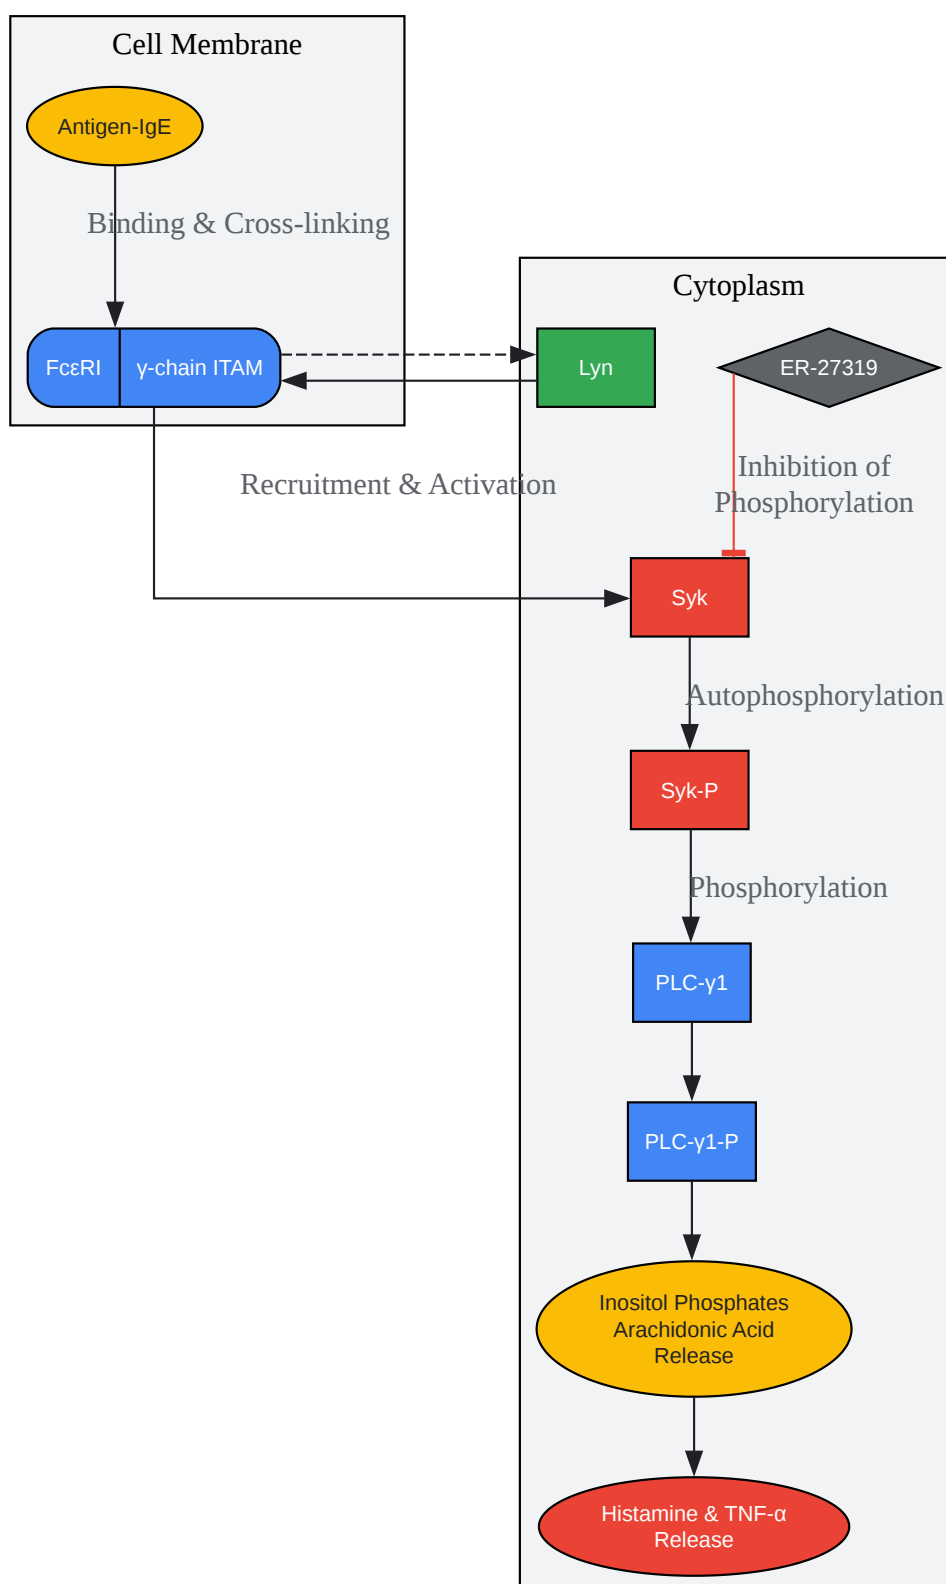 Cell Membrane
Antigen-IgE
Binding & Cross-linking
FcεRI
γ-chain ITAM
Cytoplasm
Lyn
ER-27319
Recruitment & Activation
Inhibition of
Phosphorylation
Syk
Autophosphorylation
Syk-P
Phosphorylation
PLC-γ1
PLC-γ1-P
Inositol Phosphates
Arachidonic Acid
Release
Histamine & TNF-α
Release